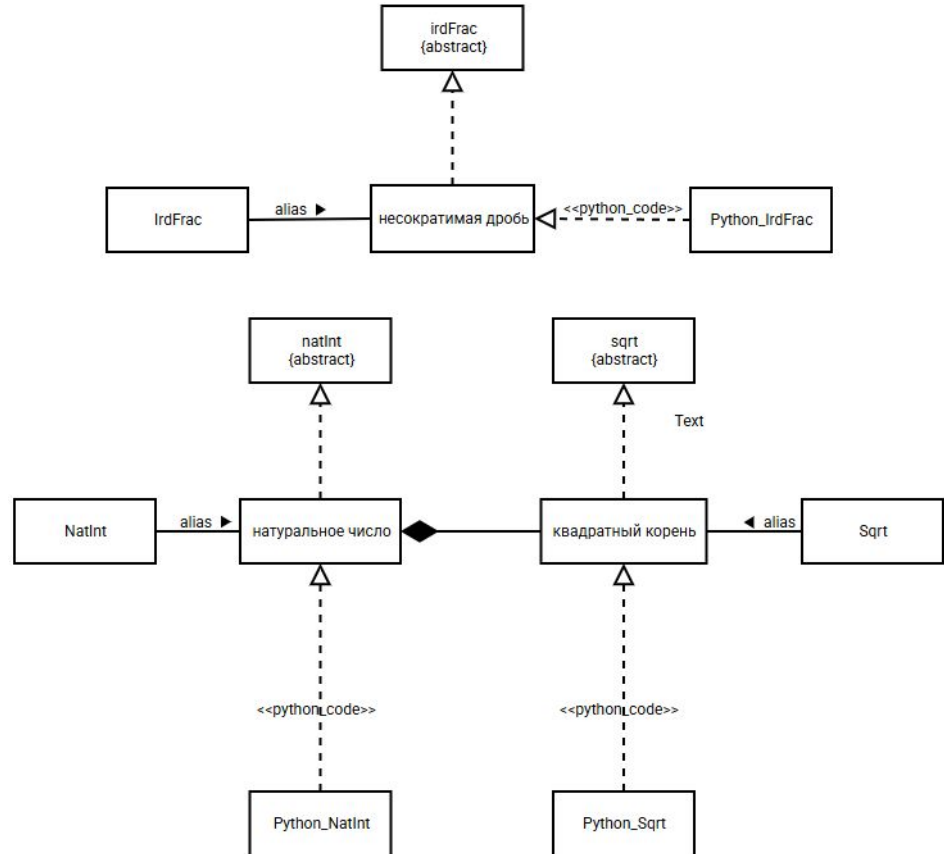 irdFrac
{abstract}
IrdFrac
alias ▶
несократимая дробь
<<python_code>>
Python_IrdFrac
natInt
{abstract}
sqrt
{abstract}
Text
NatInt
alias ▶
натуральное число
квадратный корень
◀ alias
Sqrt
<<python_code>>
<<python_code>>
Python_NatInt
Python_Sqrt